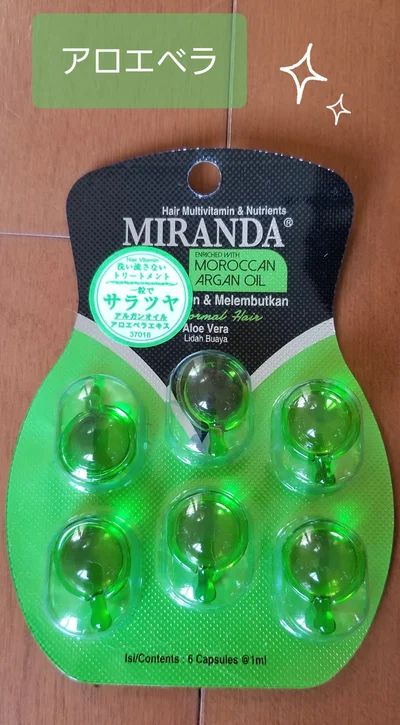 アロエベラ
Hair Multivitamin & Nutrients
MIRANDA®
ENRICHED WITH
MOROCCAN
ARGAN OIL
Hair Vitamin
洗い流さない
トリートメント
一粒で
サラツヤ
アルガンオイル
アロエベラエキス
37016
& Melembutkan
Hair
Aloe Vera
Lidah Buaya
Isi/Contents : 6 Capsules @1ml